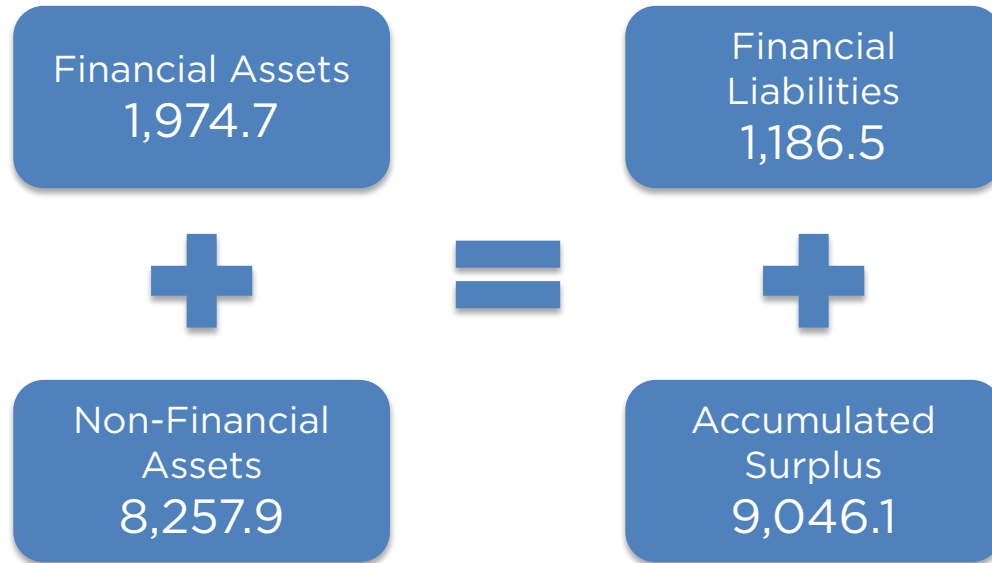 Financial Assets
1,974.7
Financial
Liabilities
1,186.5
Non-Financial
Assets
8,257.9
Accumulated
Surplus
9,046.1